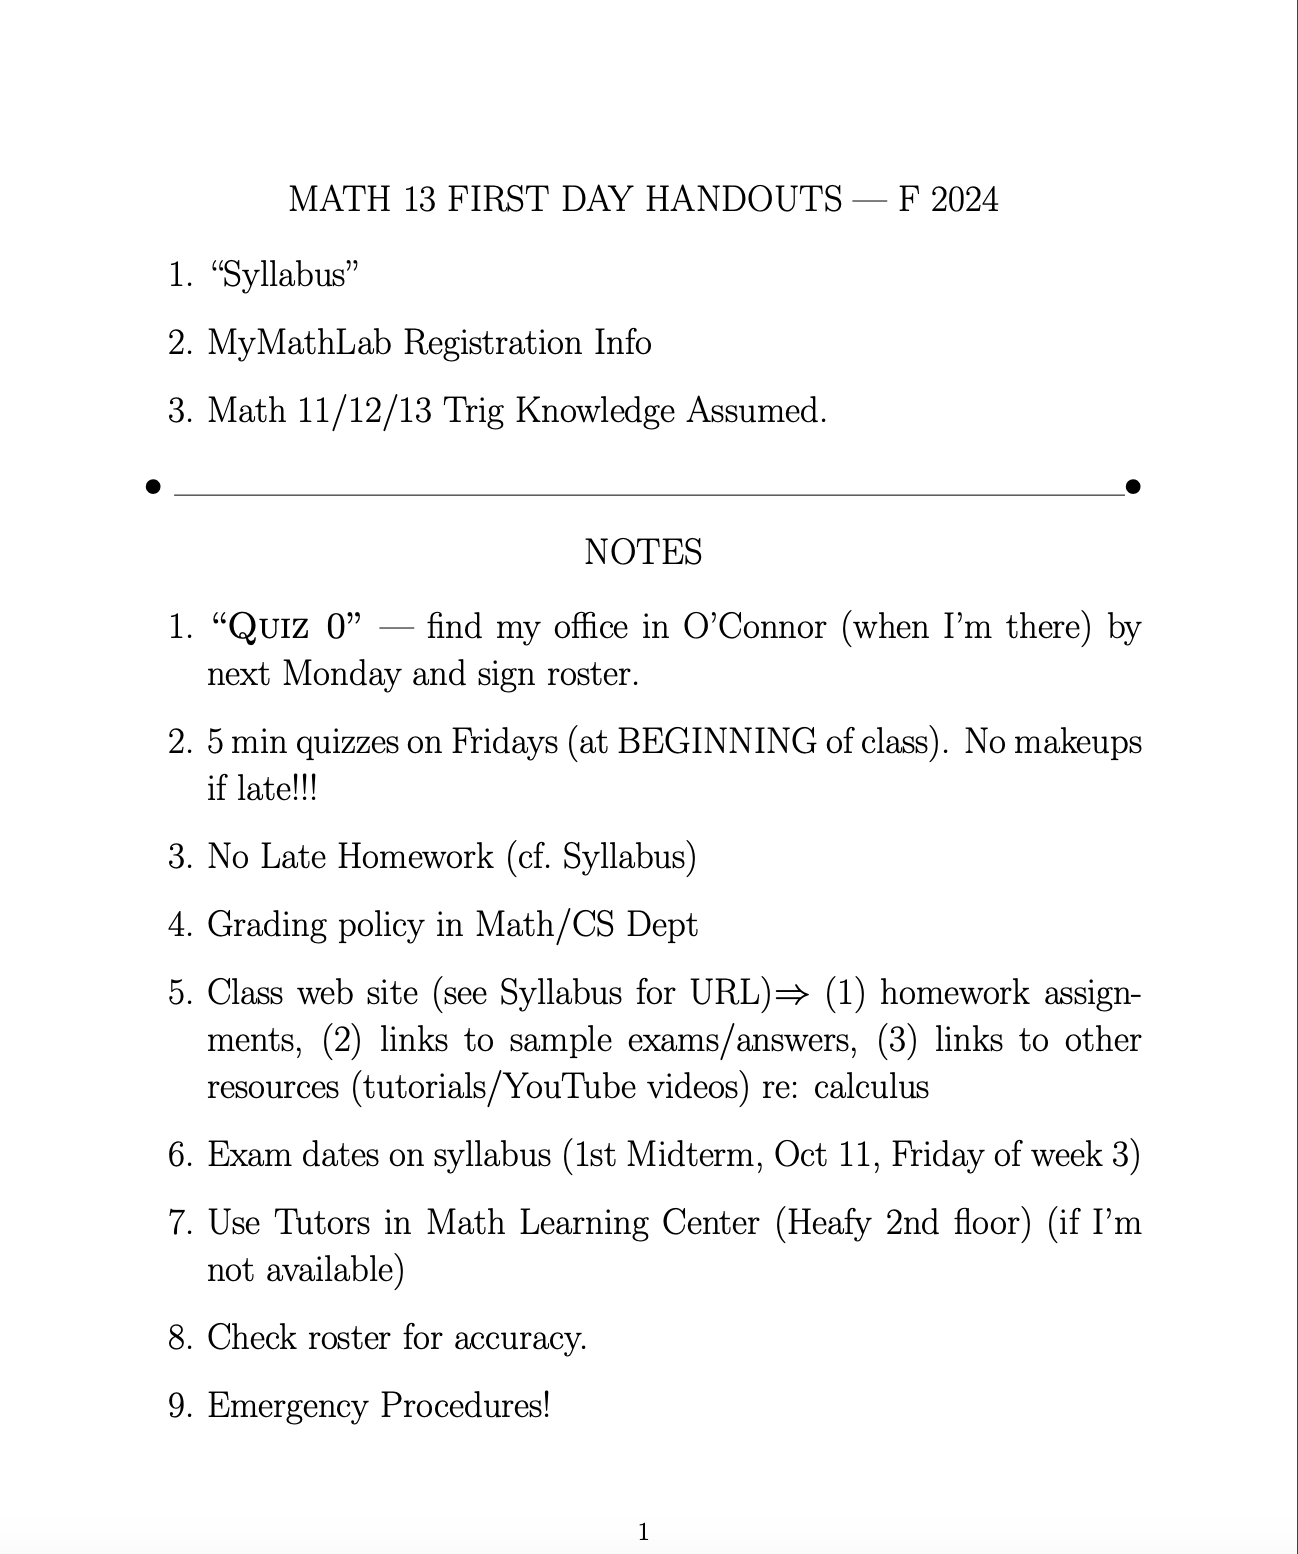 MATH 13 FIRST DAY HANDOUTS — F 2024
1. “Syllabus”
2. MyMathLab Registration Info
3. Math 11/12/13 Trig Knowledge Assumed.
NOTES
1. “QUIZ 0” — find my office in O’Connor (when I’m there) by
next Monday and sign roster.
2. 5 min quizzes on Fridays (at BEGINNING of class). No makeups
if late!!!
3. No Late Homework (cf. Syllabus)
4. Grading policy in Math/CS Dept
5. Class web site (see Syllabus for URL)⇒ (1) homework assign-
ments, (2) links to sample exams/answers, (3) links to other
resources (tutorials/YouTube videos) re: calculus
6. Exam dates on syllabus (1st Midterm, Oct 11, Friday of week 3)
7. Use Tutors in Math Learning Center (Heafy 2nd floor) (if I’m
not available)
8. Check roster for accuracy.
9. Emergency Procedures!
1